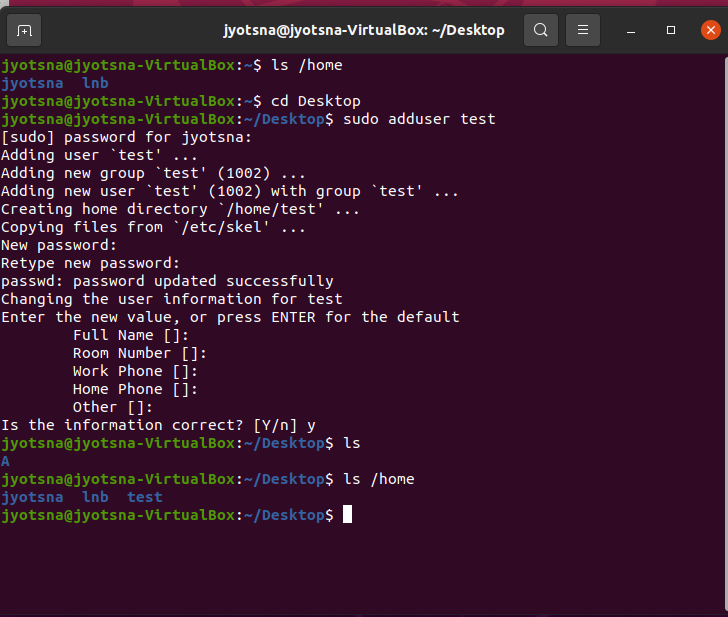 jyotsna@jyotsna-VirtualBox: ~/Desktop
jyotsna@jyotsna-VirtualBox:~$ ls /home
jyotsna  lnb
jyotsna@jyotsna-VirtualBox:~$ cd Desktop
jyotsna@jyotsna-VirtualBox:~/Desktop$ sudo adduser test
[sudo] password for jyotsna:
Adding user `test' ...
Adding new group `test' (1002) ...
Adding new user `test' (1002) with group `test' ...
Creating home directory `/home/test' ...
Copying files from `/etc/skel' ...
New password:
Retype new password:
passwd: password updated successfully
Changing the user information for test
Enter the new value, or press ENTER for the default
        Full Name []:
        Room Number []:
        Work Phone []:
        Home Phone []:
        Other []:
Is the information correct? [Y/n] y
jyotsna@jyotsna-VirtualBox:~/Desktop$ ls
A
jyotsna@jyotsna-VirtualBox:~/Desktop$ ls /home
jyotsna  lnb  test
jyotsna@jyotsna-VirtualBox:~/Desktop$